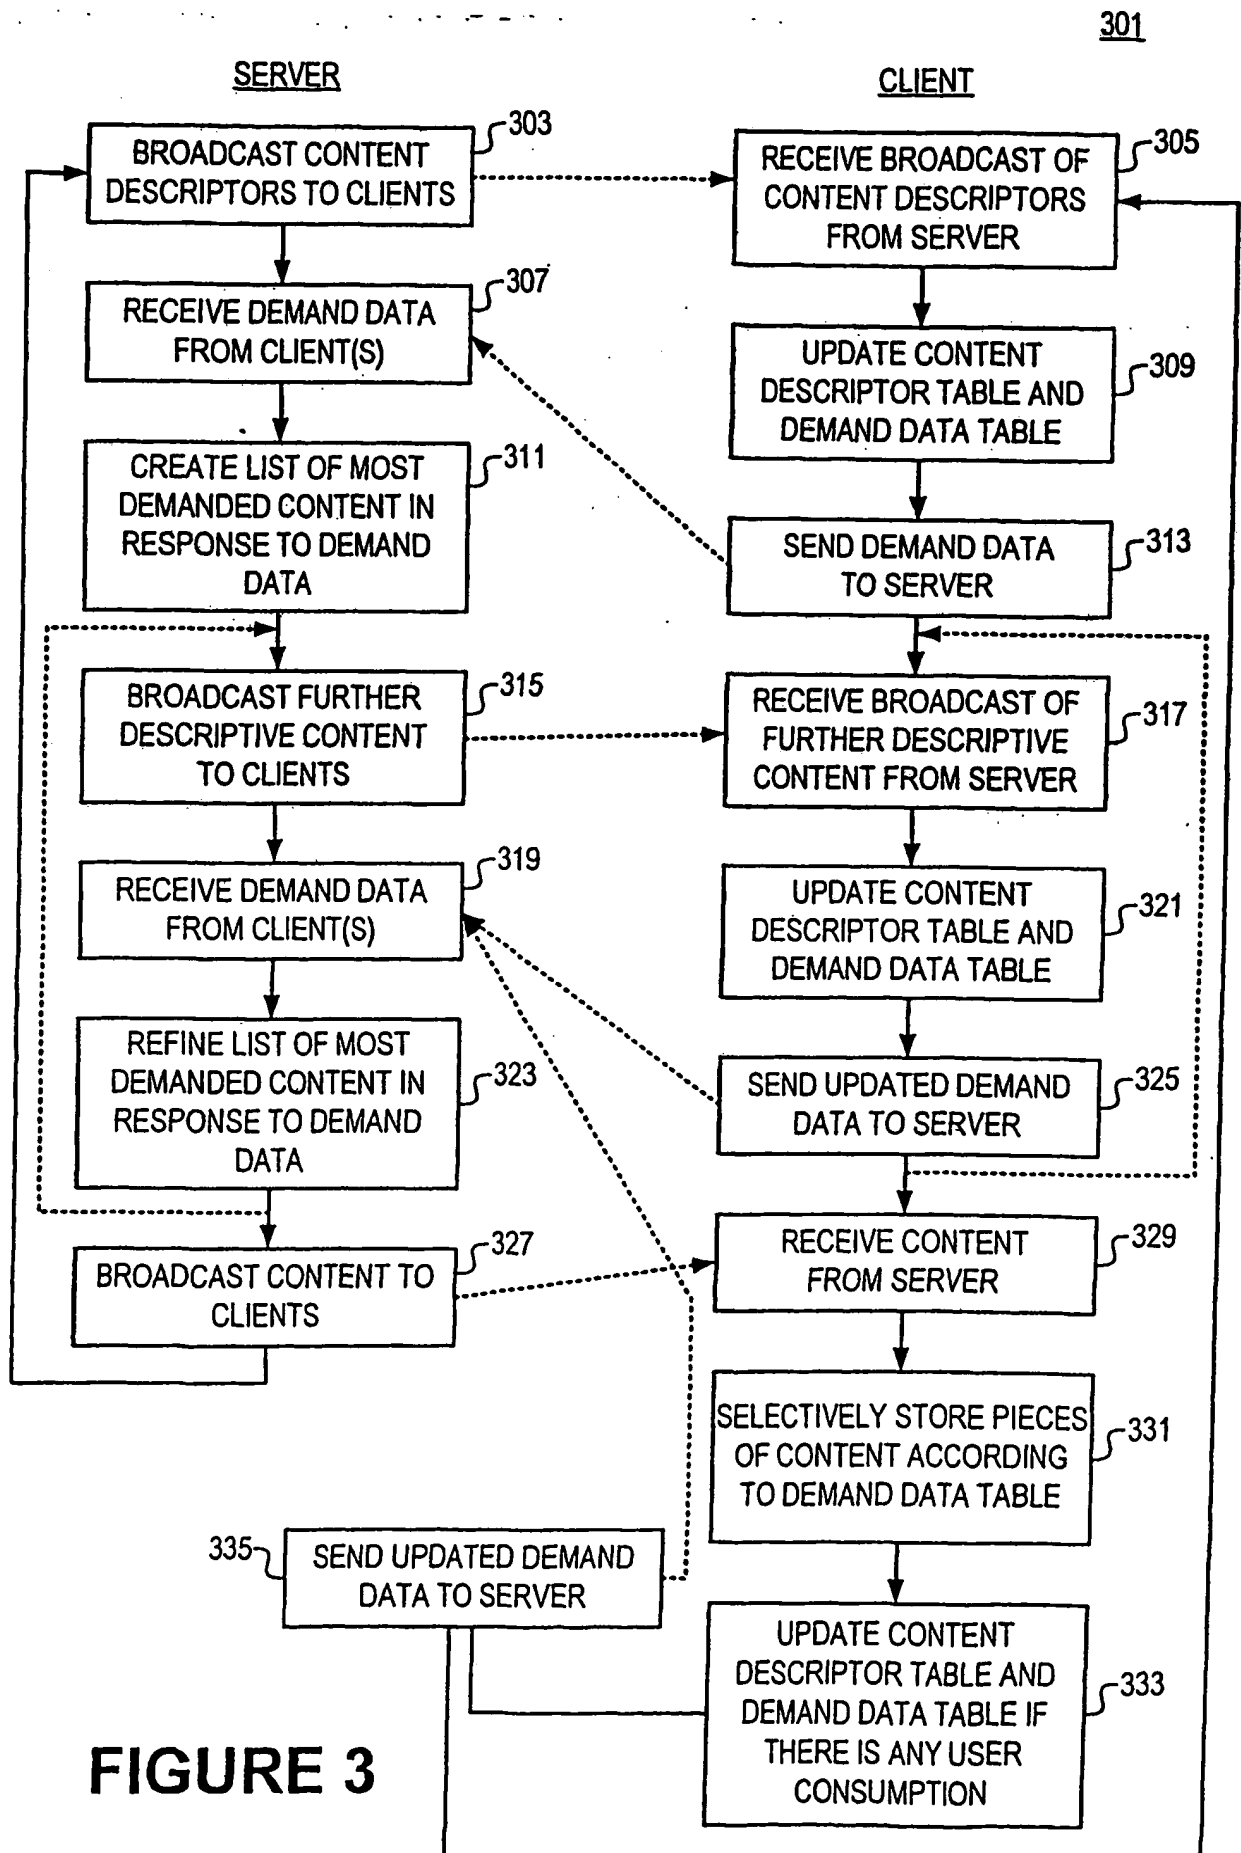 301
SERVER
CLIENT
303
BROADCAST CONTENT
DESCRIPTORS TO CLIENTS
305
RECEIVE BROADCAST OF
CONTENT DESCRIPTORS
FROM SERVER
307
RECEIVE DEMAND DATA
FROM CLIENT(S)
309
UPDATE CONTENT
DESCRIPTOR TABLE AND
DEMAND DATA TABLE
311
CREATE LIST OF MOST
DEMANDED CONTENT IN
RESPONSE TO DEMAND
DATA
313
SEND DEMAND DATA
TO SERVER
315
BROADCAST FURTHER
DESCRIPTIVE CONTENT
TO CLIENTS
317
RECEIVE BROADCAST OF
FURTHER DESCRIPTIVE
CONTENT FROM SERVER
319
RECEIVE DEMAND DATA
FROM CLIENT(S)
321
UPDATE CONTENT
DESCRIPTOR TABLE AND
DEMAND DATA TABLE
323
REFINE LIST OF MOST
DEMANDED CONTENT IN
RESPONSE TO DEMAND
DATA
325
SEND UPDATED DEMAND
DATA TO SERVER
327
BROADCAST CONTENT TO
CLIENTS
329
RECEIVE CONTENT
FROM SERVER
331
SELECTIVELY STORE PIECES
OF CONTENT ACCORDING
TO DEMAND DATA TABLE
335
SEND UPDATED DEMAND
DATA TO SERVER
333
UPDATE CONTENT
DESCRIPTOR TABLE AND
DEMAND DATA TABLE IF
THERE IS ANY USER
CONSUMPTION
FIGURE 3